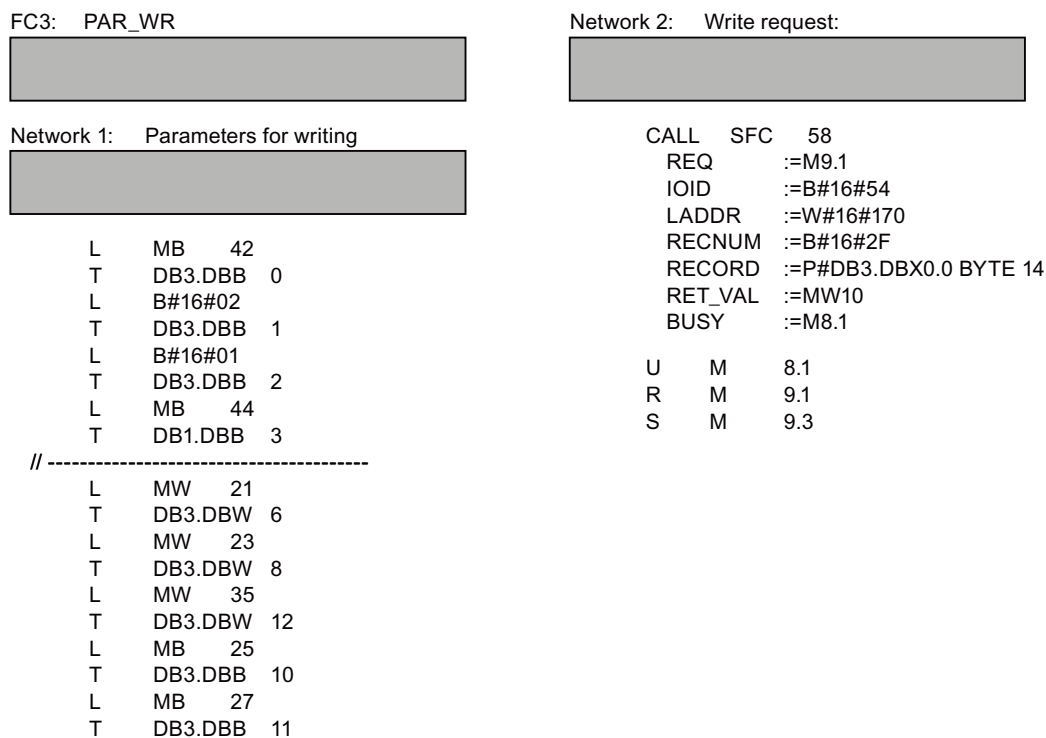 FC3: PAR_WR
Network 1: Parameters for writing
L MB 42
T DB3.DBB 0
L B#16#02
T DB3.DBB 1
L B#16#01
T DB3.DBB 2
L MB 44
T DB1.DBB 3
// ----------------------------------------
L MW 21
T DB3.DBW 6
L MW 23
T DB3.DBW 8
L MW 35
T DB3.DBW 12
L MB 25
T DB3.DBB 10
L MB 27
T DB3.DBB 11
Network 2: Write request:
CALL SFC 58
REQ :=M9.1
IOID :=B#16#54
LADDR :=W#16#170
RECNUM :=B#16#2F
RECORD :=P#DB3.DBX0.0 BYTE 14
RET_VAL :=MW10
BUSY :=M8.1
U M 8.1
R M 9.1
S M 9.3